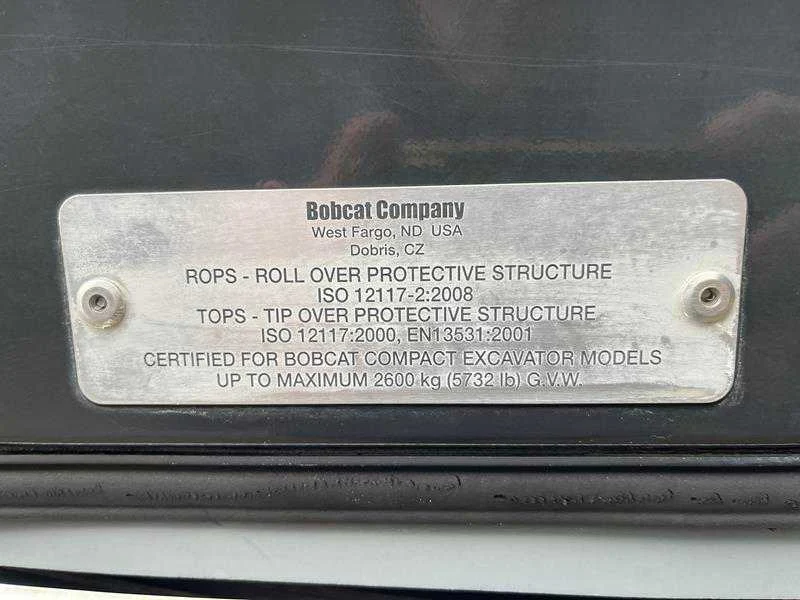 Bobcat Company
West Fargo, ND USA
Dobris, CZ
ROPS - ROLL OVER PROTECTIVE STRUCTURE
ISO 12117-2:2008
TOPS - TIP OVER PROTECTIVE STRUCTURE
ISO 12117:2000, EN13531:2001
CERTIFIED FOR BOBCAT COMPACT EXCAVATOR MODELS
UP TO MAXIMUM 2600 kg (5732 lb) G.V.W.